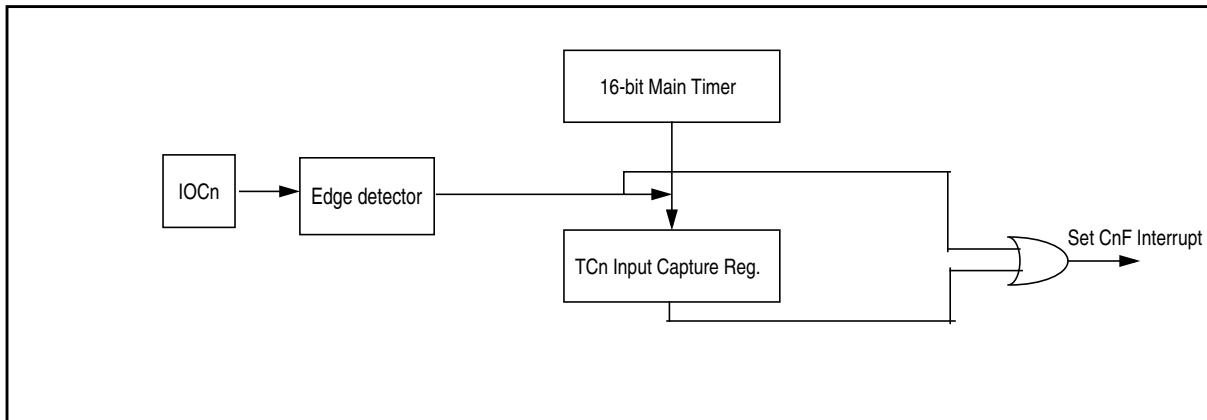 16-bit Main Timer
IOCn
Edge detector
TCn Input Capture Reg.
Set CnF Interrupt